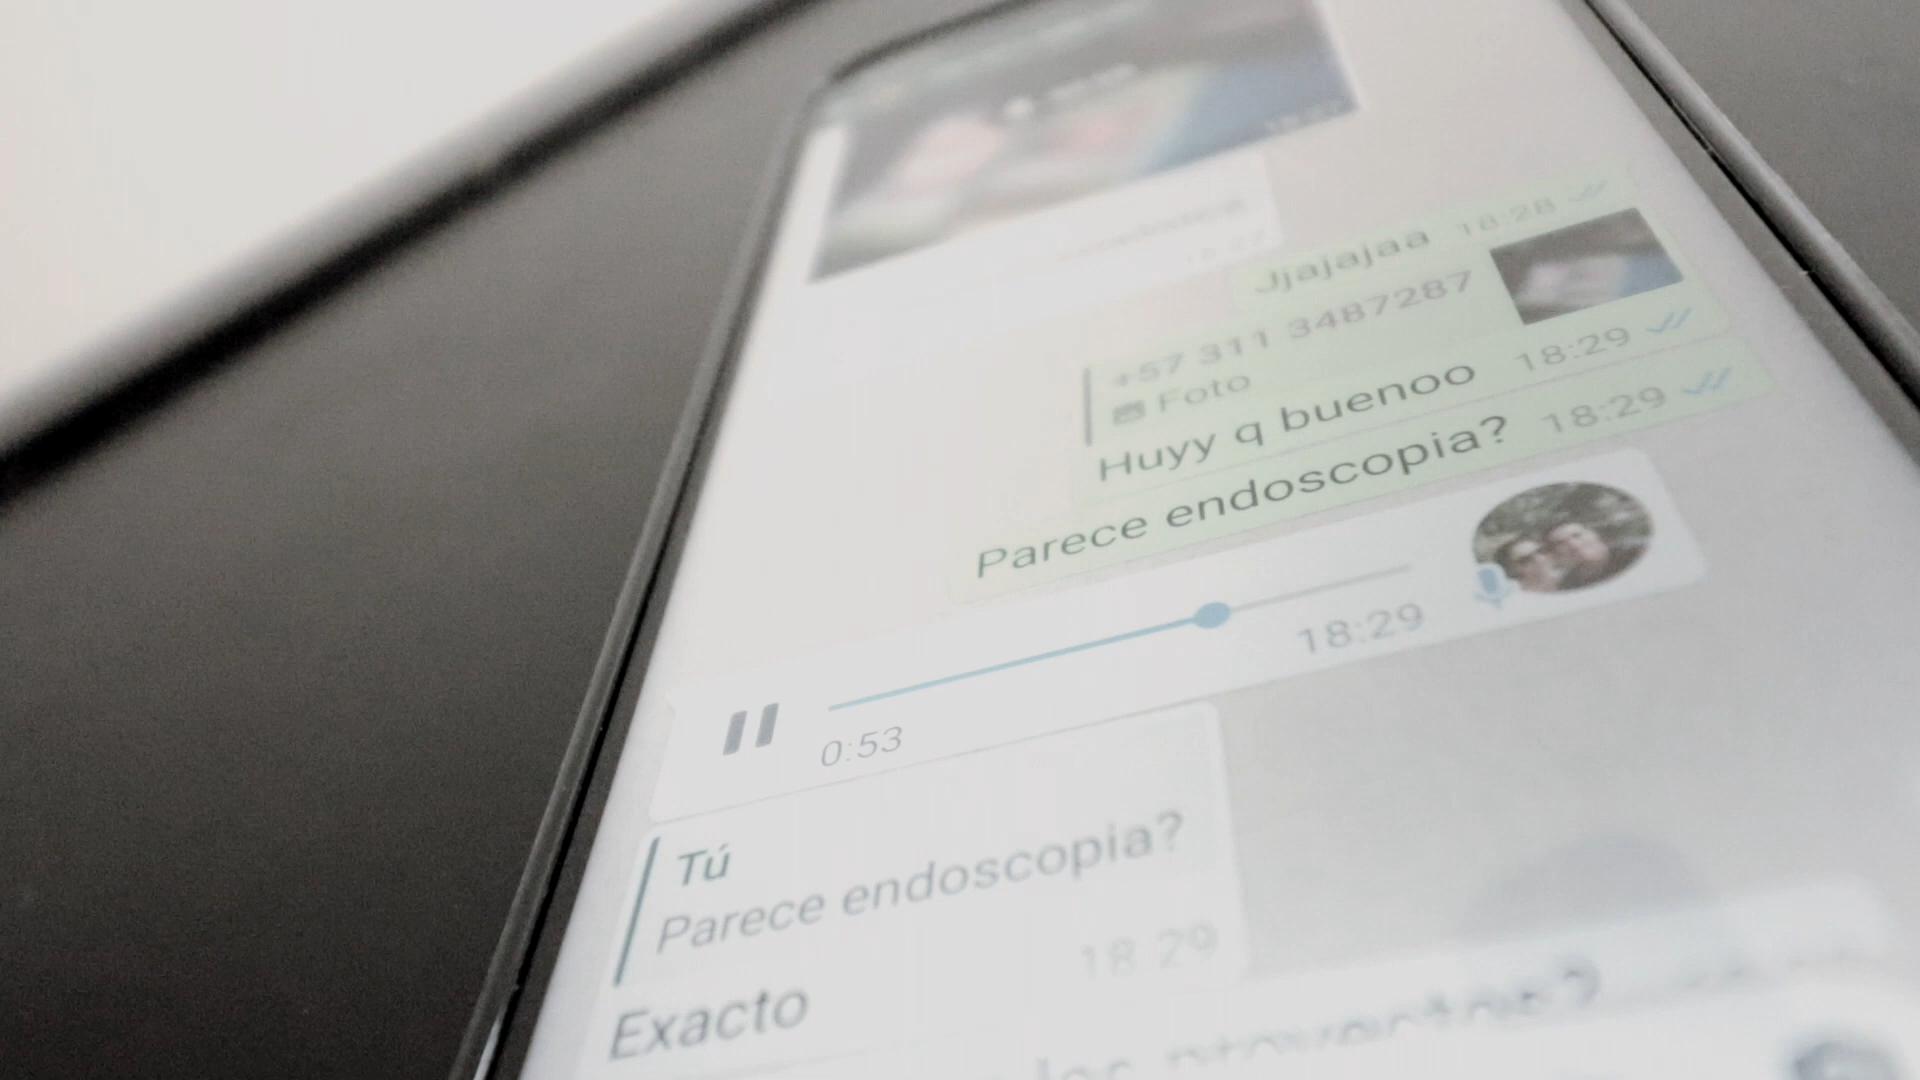 Jjajajaa 18:28
+57 311 3487287
Foto
Huyy q buenoo 18:29
Parece endoscopia? 18:29
18:29
0:53
Tú
Parece endoscopia?
18:29
Exacto
los